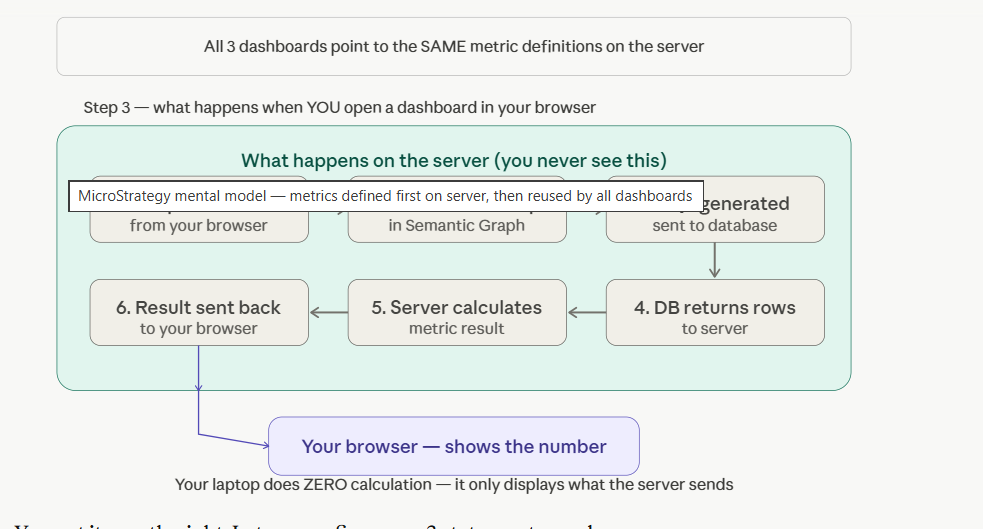 All 3 dashboards point to the SAME metric definitions on the server
Step 3 — what happens when YOU open a dashboard in your browser
What happens on the server (you never see this)
MicroStrategy mental model — metrics defined first on server, then reused by all dashboards
generated
from your browser
in Semantic Graph
sent to database
6. Result sent back
to your browser
5. Server calculates
metric result
4. DB returns rows
to server
Your browser — shows the number
Your laptop does ZERO calculation — it only displays what the server sends